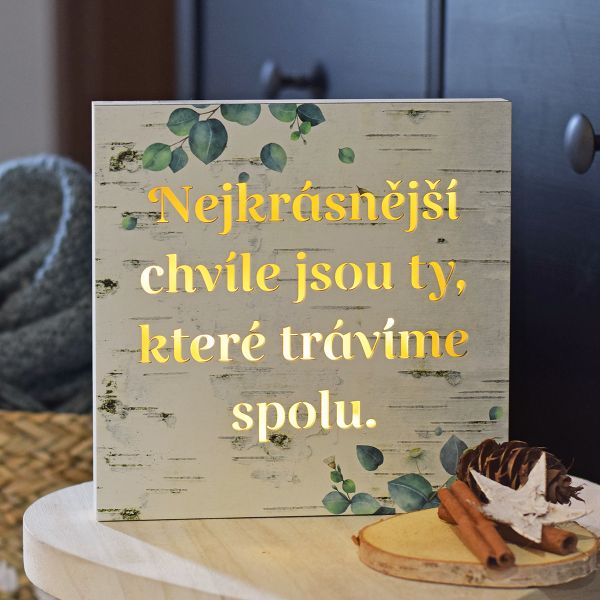 Nejkrásnější
chvíle jsou ty,
které trávíme
spolu.